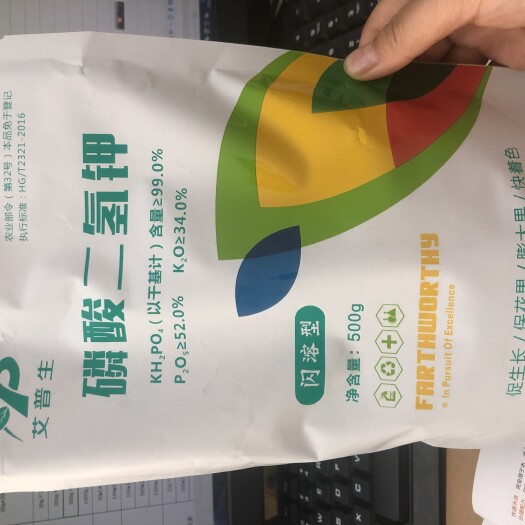 农业部令（第32号）本品免于登记
执行标准：HG/T2321-2016
艾普生
磷酸二氢钾
KH₂PO₄（以干基计）含量≥99.0%
P₂O₅≥52.0% K₂O≥34.0%
闪溶型
净含量：500g
FARTHWORTHY
In Pursuit Of Excellence
促生长/保花果/膨大果/快着色